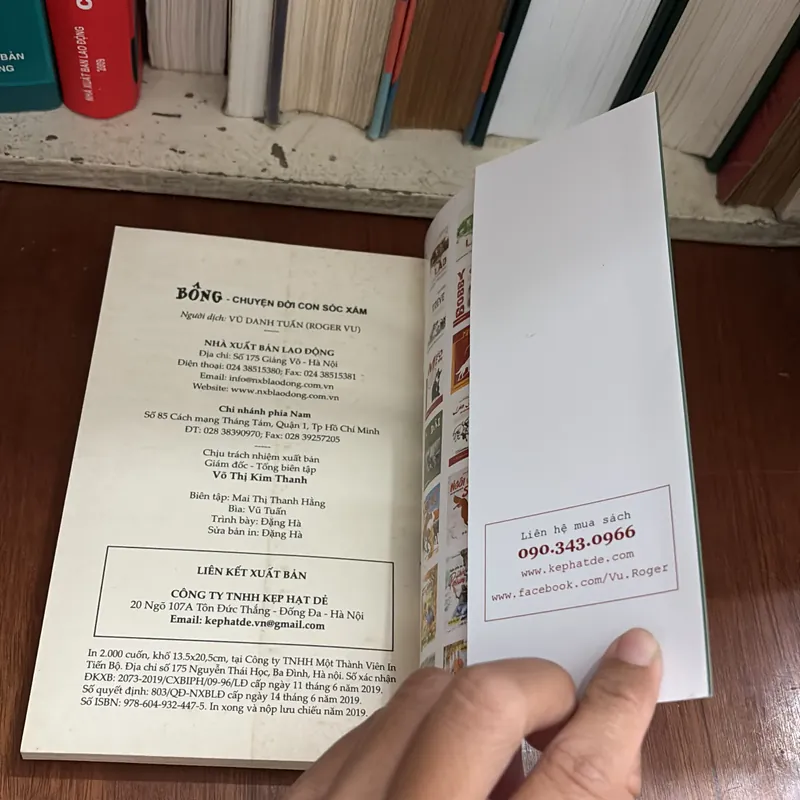 BẢN
NG
NHÀ XUẤT BẢN LAO ĐỘNG
2005
BÔNG - CHUYỆN ĐỜI CON SÓC XÁM
Người dịch: VŨ DANH TUẤN (ROGER VU)
NHÀ XUẤT BẢN LAO ĐỘNG
Địa chỉ: Số 175 Giảng Võ - Hà Nội
Điện thoại: 024 38515380; Fax: 024 38515381
Email: info@nxblaodong.com.vn
Website: www.nxblaodong.com.vn
Chi nhánh phía Nam
Số 85 Cách mạng Tháng Tám, Quận 1, Tp Hồ Chí Minh
ĐT: 028 38390970; Fax: 028 39257205
Chịu trách nhiệm xuất bản
Giám đốc - Tổng biên tập
Võ Thị Kim Thanh
Biên tập: Mai Thị Thanh Hằng
Bìa: Vũ Tuấn
Trình bày: Đặng Hà
Sửa bản in: Đặng Hà
LIÊN KẾT XUẤT BẢN
CÔNG TY TNHH KẸP HẠT DẺ
20 Ngõ 107A Tôn Đức Thắng - Đống Đa - Hà Nội
Email: kephatde.vn@gmail.com
In 2.000 cuốn, khổ 13.5x20,5cm, tại Công ty TNHH Một Thành Viên In
Tiến Bộ. Địa chỉ số 175 Nguyễn Thái Học, Ba Đình, Hà nội. Số xác nhận
ĐKXB: 2073-2019/CXBIPH/09-96/LĐ cấp ngày 11 tháng 6 năm 2019.
Số quyết định: 803/QĐ-NXBLĐ cấp ngày 14 tháng 6 năm 2019.
Số ISBN: 978-604-932-447-5. In xong và nộp lưu chiểu năm 2019.
BOBBY
Liên hệ mua sách
090.343.0966
www.kephatde.com
www.facebook.com/Vu.Roger